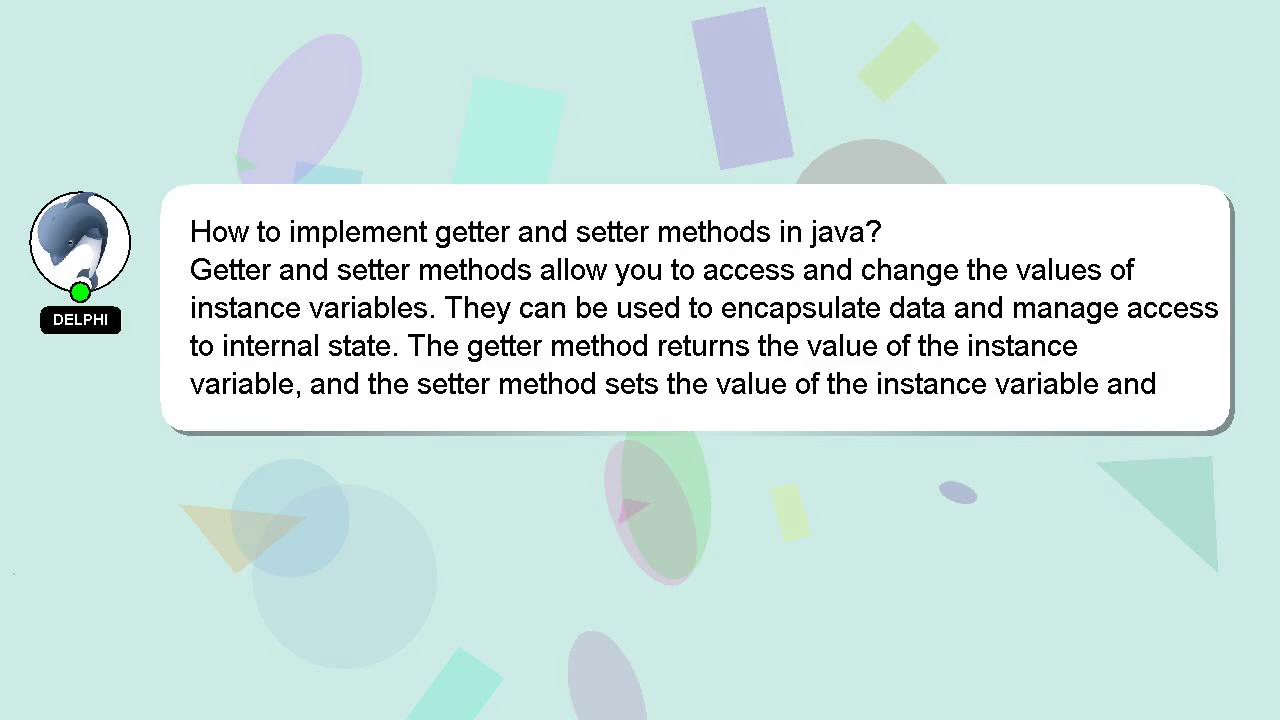 How to implement getter and setter methods in java?
Getter and setter methods allow you to access and change the values of
instance variables. They can be used to encapsulate data and manage access
to internal state. The getter method returns the value of the instance
variable, and the setter method sets the value of the instance variable and
DELPHI